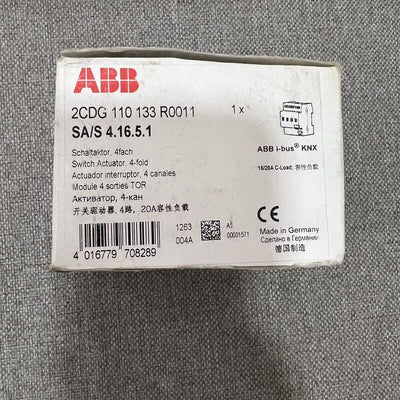 ABB
2CDG 110 133 R0011 1 x
SA/S 4.16.5.1
ABB i-bus® KNX
Schaltaktor, 4fach
Switch Actuator, 4-fold
Actuador interruptor, 4 canales
Module 4 sorties TOR
Активатор, 4-кан
开关驱动器, 4路, 20A容性负载
16/20A C-Load; 容性负载
1263
004A
AS
00001571
CE
Made in Germany
Сделано в Германии
德国制造
4 016779 708289